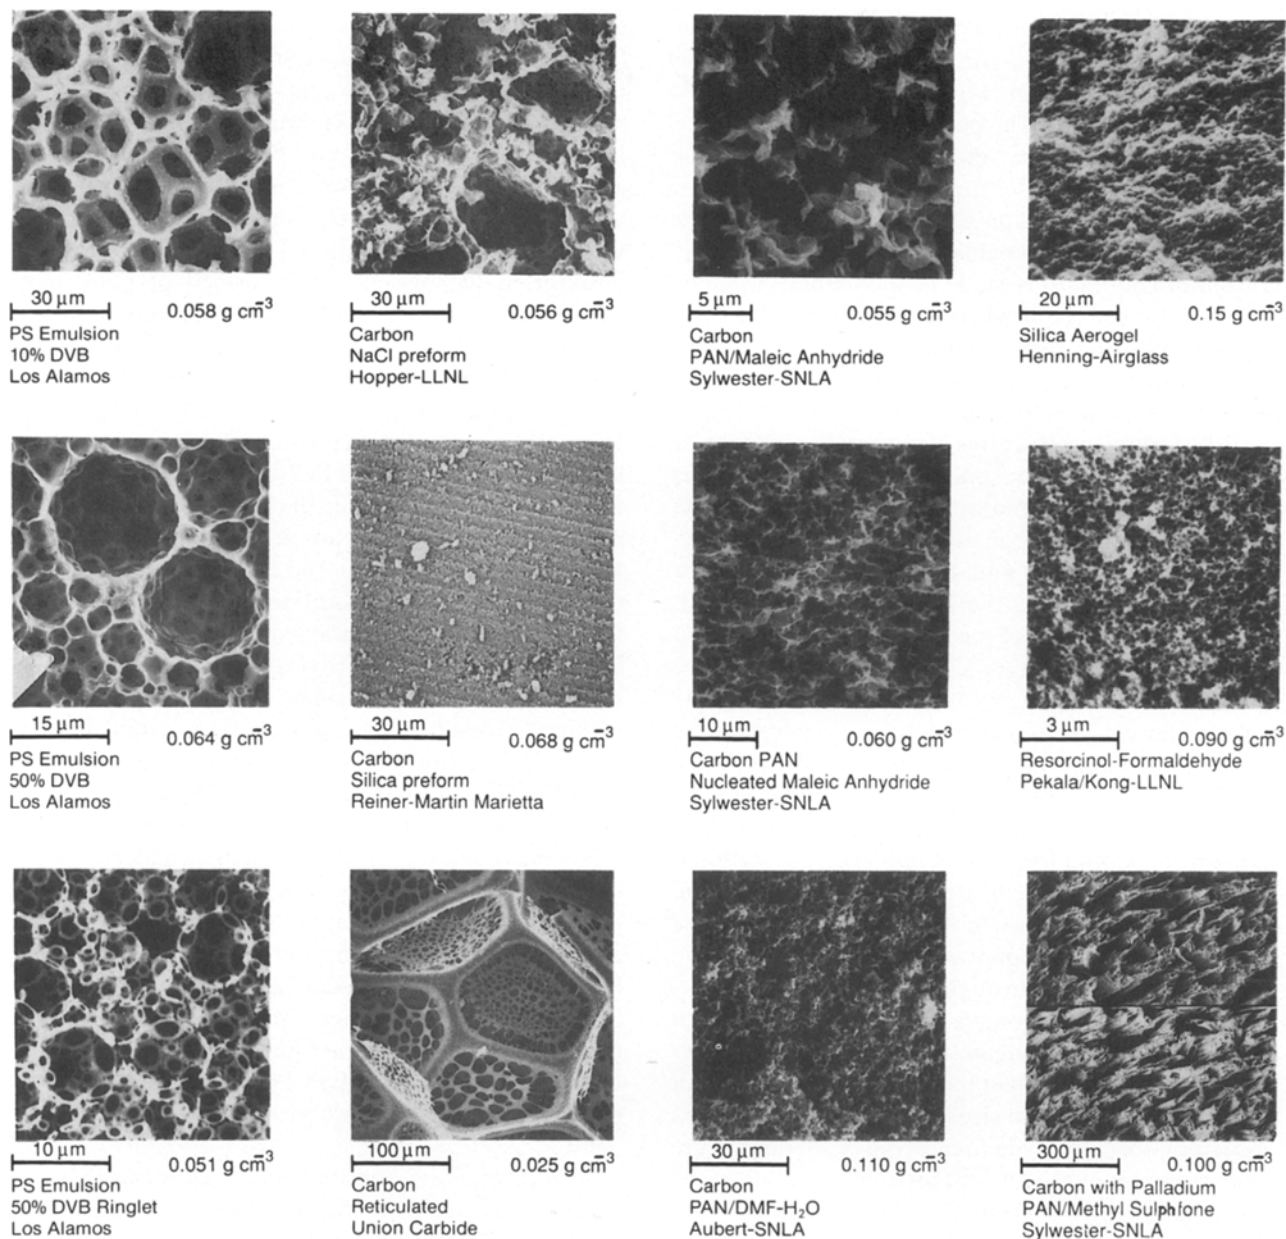 30 μm
0.058 g cm⁻³
PS Emulsion
10% DVB
Los Alamos
30 μm
0.056 g cm⁻³
Carbon
NaCl preform
Hopper-LLNL
5 μm
0.055 g cm⁻³
Carbon
PAN/Maleic Anhydride
Sylwester-SNLA
20 μm
0.15 g cm⁻³
Silica Aerogel
Henning-Airglass
15 μm
0.064 g cm⁻³
PS Emulsion
50% DVB
Los Alamos
30 μm
0.068 g cm⁻³
Carbon
Silica preform
Reiner-Martin Marietta
10 μm
0.060 g cm⁻³
Carbon PAN
Nucleated Maleic Anhydride
Sylwester-SNLA
3 μm
0.090 g cm⁻³
Resorcinol-Formaldehyde
Pekala/Kong-LLNL
10 μm
0.051 g cm⁻³
PS Emulsion
50% DVB Ringlet
Los Alamos
100 μm
0.025 g cm⁻³
Carbon
Reticulated
Union Carbide
30 μm
0.110 g cm⁻³
Carbon
PAN/DMF-H₂O
Aubert-SNLA
300 μm
0.100 g cm⁻³
Carbon with Palladium
PAN/Methyl Sulphfone
Sylwester-SNLA